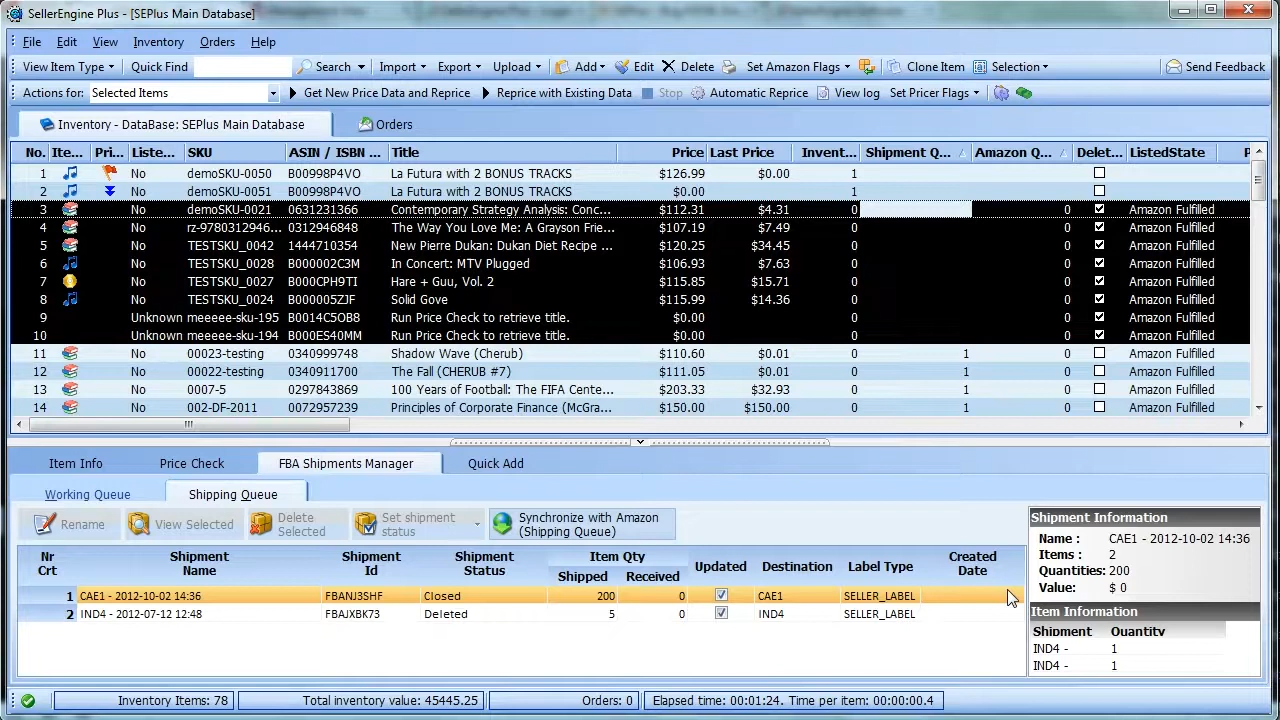 SellerEngine Plus - [SEPlus Main Database]
File Edit View Inventory Orders Help
View Item Type Quick Find Search Import Export Upload Add Edit Delete Set Amazon Flags Clone Item Selection Send Feedback
Actions for: Selected Items Get New Price Data and Reprice Reprice with Existing Data Stop Automatic Reprice View log Set Pricer Flags
Inventory - DataBase: SEPlus Main Database Orders
No. Ite... Pri... Liste... SKU ASIN / ISBN ... Title Price Last Price Invent... Shipment Q... Amazon Q... Delet... ListedState
1 No demoSKU-0050 B00998P4VO La Futura with 2 BONUS TRACKS $126.99 $0.00 1
2 No demoSKU-0051 B00998P4VO La Futura with 2 BONUS TRACKS $0.00 1
3 No demoSKU-0021 0631231366 Contemporary Strategy Analysis: Conc... $112.31 $4.31 0 0 Amazon Fulfilled
4 No rz-9780312946... 0312946848 The Way You Love Me: A Grayson Frie... $107.19 $7.49 0 0 Amazon Fulfilled
5 No TESTSKU_0042 1444710354 New Pierre Dukan: Dukan Diet Recipe ... $120.25 $34.45 0 0 Amazon Fulfilled
6 No TESTSKU_0028 B000002C3M In Concert: MTV Plugged $106.93 $7.63 0 0 Amazon Fulfilled
7 No TESTSKU_0027 B000CPH9TI Hare + Guu, Vol. 2 $115.85 $15.71 0 0 Amazon Fulfilled
8 No TESTSKU_0024 B000005ZJF Solid Gove $115.99 $14.36 0 0 Amazon Fulfilled
9 Unknown meeeee-sku-195 B0014C5OB8 Run Price Check to retrieve title. $0.00 0 0 Amazon Fulfilled
10 Unknown meeeee-sku-194 B000ES40MM Run Price Check to retrieve title. $0.00 0 0 Amazon Fulfilled
11 No 00023-testing 0340999748 Shadow Wave (Cherub) $110.60 $0.01 0 1 0 Amazon Fulfilled
12 No 00022-testing 0340911700 The Fall (CHERUB #7) $111.05 $0.01 0 1 0 Amazon Fulfilled
13 No 0007-5 0297843869 100 Years of Football: The FIFA Cente... $203.33 $32.93 0 1 0 Amazon Fulfilled
14 No 002-DF-2011 0072957239 Principles of Corporate Finance (McGra... $150.00 $150.00 0 1 0 Amazon Fulfilled
Item Info Price Check FBA Shipments Manager Quick Add
Working Queue Shipping Queue
Rename View Selected Delete Selected Set shipment status Synchronize with Amazon (Shipping Queue)
Nr Crt Shipment Name Shipment Id Shipment Status Item Qty Shipped Received Updated Destination Label Type Created Date
1 CAE1 - 2012-10-02 14:36 FBANJ3SHF Closed 200 0 CAE1 SELLER_LABEL
2 IND4 - 2012-07-12 12:48 FBAJXBK73 Deleted 5 0 IND4 SELLER_LABEL
Shipment Information
Name : CAE1 - 2012-10-02 14:36
Items : 2
Quantities: 200
Value: $ 0
Item Information
Shipment Quantity
IND4 - 1
IND4 - 1
Inventory Items: 78 Total inventory value: 45445.25 Orders: 0 Elapsed time: 00:01:24. Time per item: 00:00:00.4